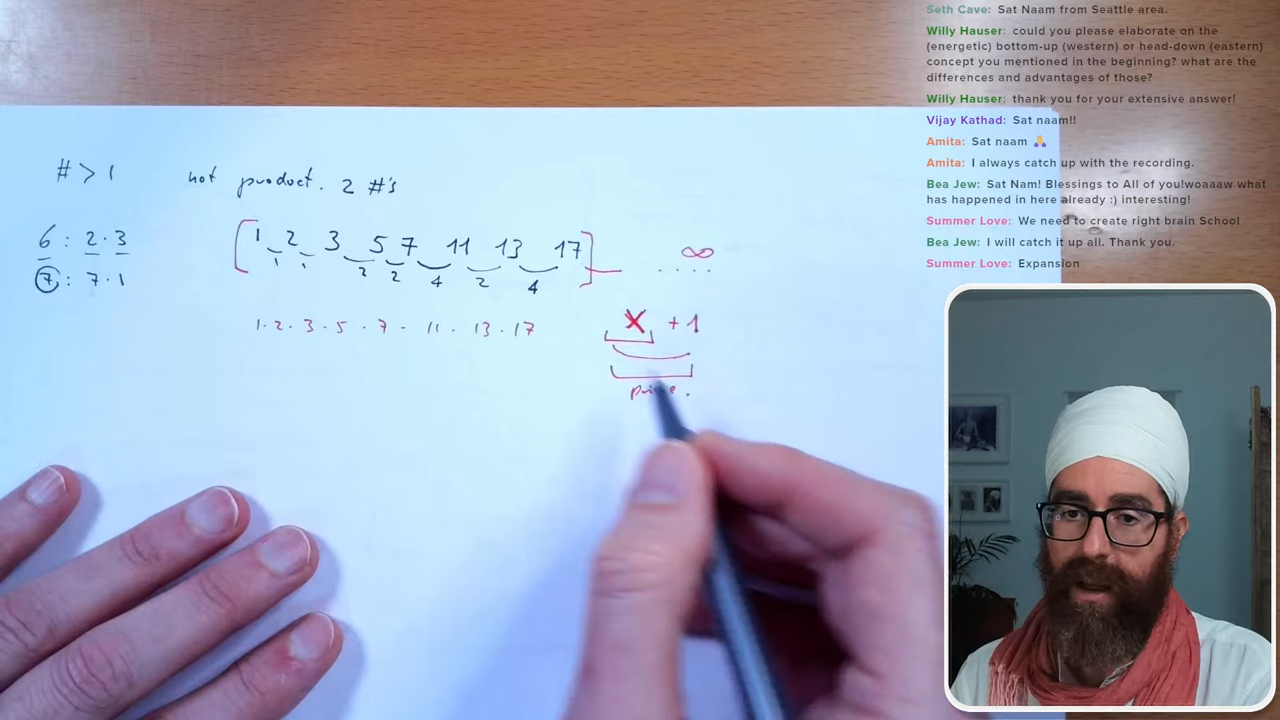 # > 1 not product. 2 #'s
6 : 2 · 3
7 : 7 · 1
[ 1 2 3 5 7 11 13 17 ] — . . . . ∞
1 1 2 2 4 2 4
1 · 2 · 3 · 5 · 7 · 11 · 13 · 17
X + 1
prime.
Seth Cave: Sat Naam from Seattle area.
Willy Hauser: could you please elaborate on the
(energetic) bottom-up (western) or head-down (eastern)
concept you mentioned in the beginning? what are the
differences and advantages of those?
Willy Hauser: thank you for your extensive answer!
Vijay Kathad: Sat naam!!
Amita: Sat naam 🙏
Amita: I always catch up with the recording.
Bea Jew: Sat Nam! Blessings to All of you!woaaaw what
has happened in here already :) interesting!
Summer Love: We need to create right brain School
Bea Jew: I will catch it up all. Thank you.
Summer Love: Expansion